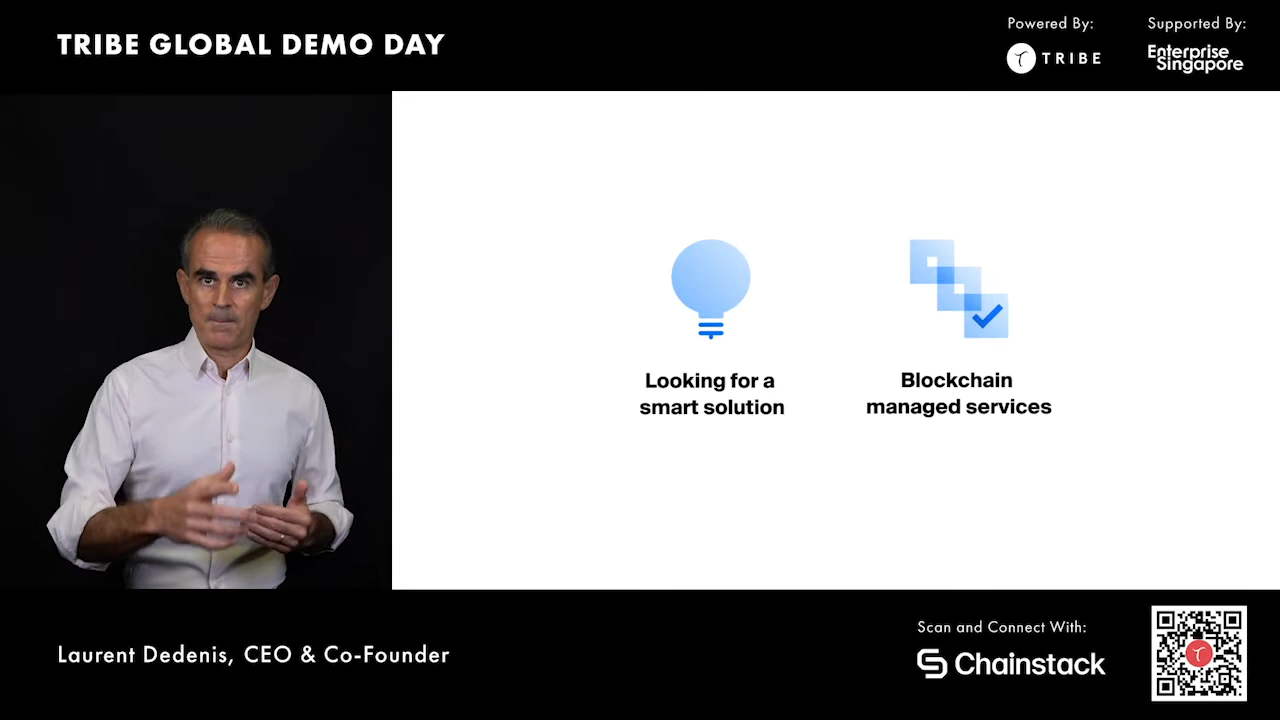 TRIBE GLOBAL DEMO DAY
Powered By:
TRIBE
Supported By:
Enterprise
Singapore
Looking for a
smart solution
Blockchain
managed services
Laurent Dedenis, CEO & Co-Founder
Scan and Connect With:
Chainstack